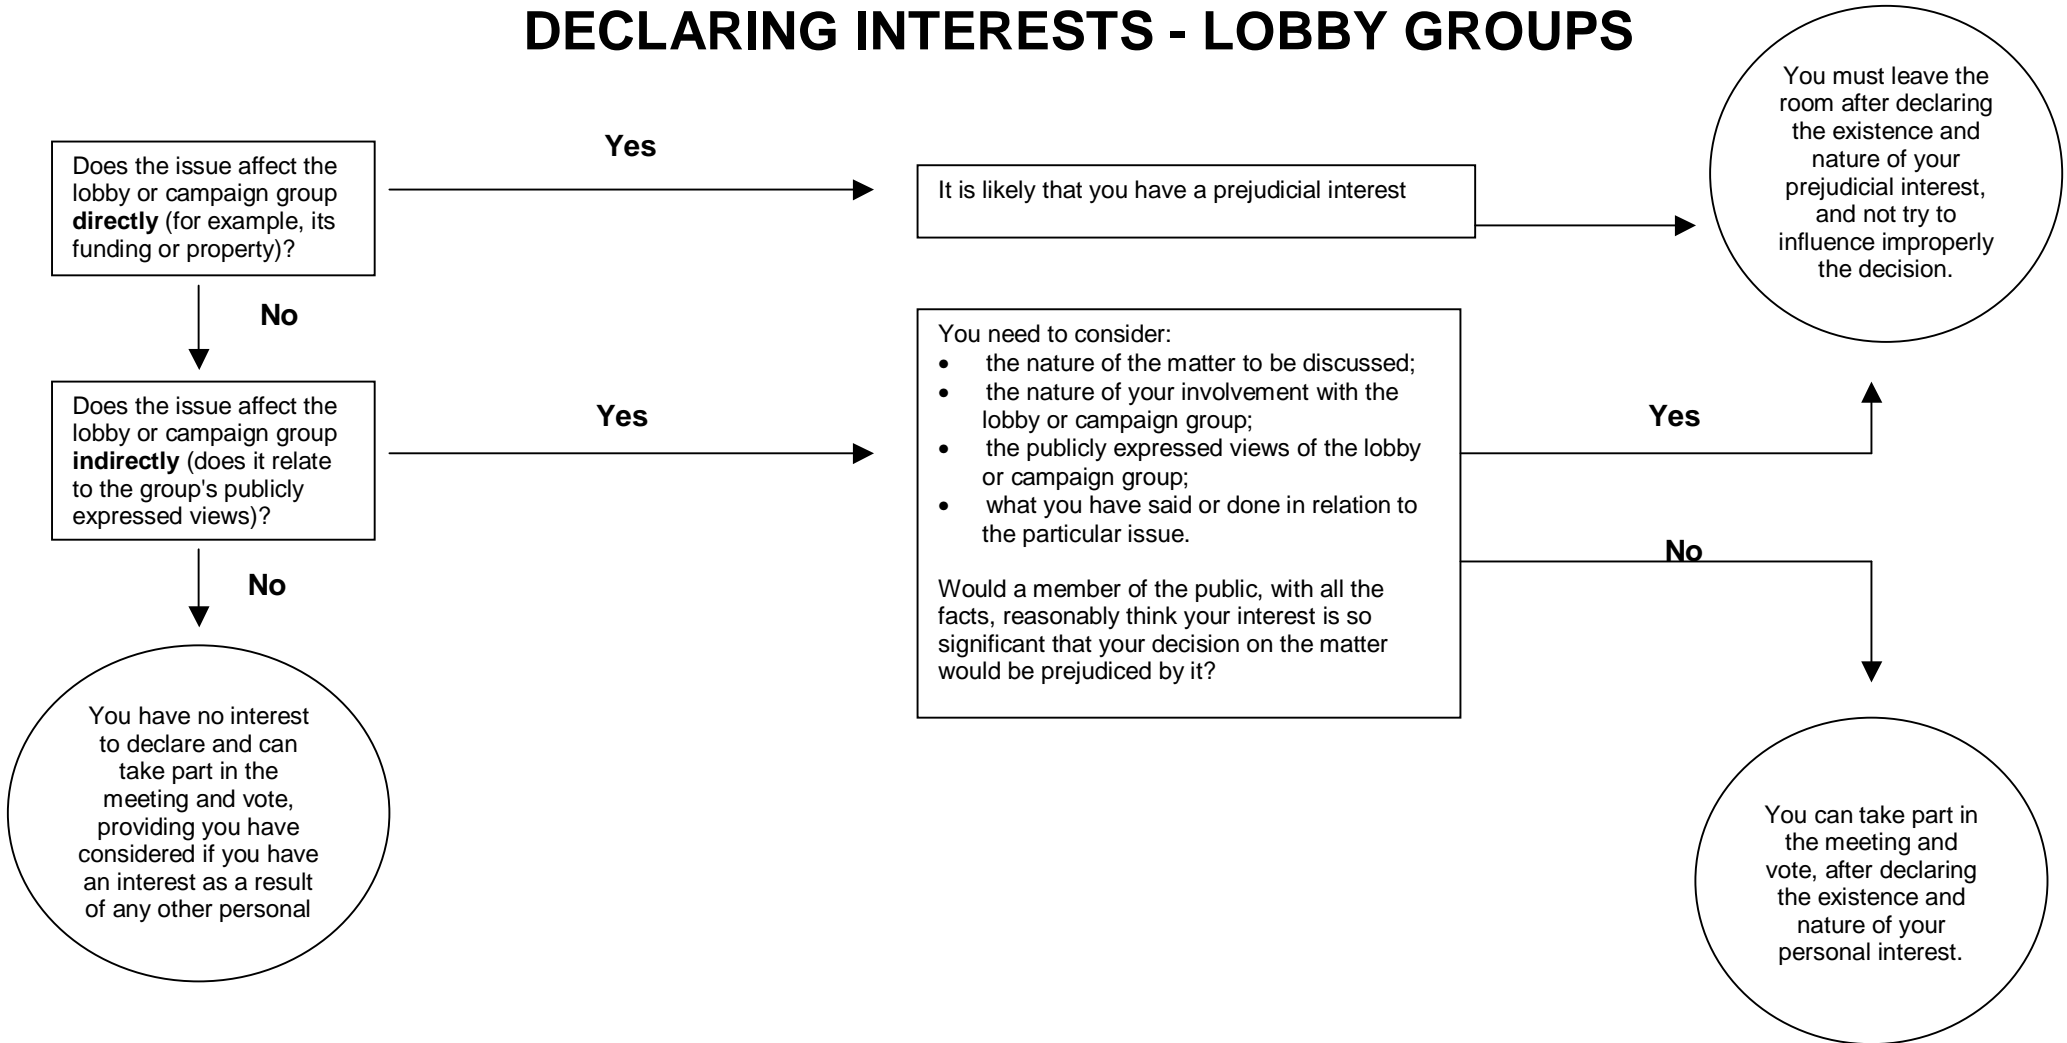 DECLARING INTERESTS - LOBBY GROUPS
Does the issue affect the
lobby or campaign group
directly (for example, its
funding or property)?
Yes
It is likely that you have a prejudicial interest
You must leave the
room after declaring
the existence and
nature of your
prejudicial interest,
and not try to
influence improperly
the decision.
No
Does the issue affect the
lobby or campaign group
indirectly (does it relate
to the group's publicly
expressed views)?
Yes
You need to consider:
• the nature of the matter to be discussed;
• the nature of your involvement with the
lobby or campaign group;
• the publicly expressed views of the lobby
or campaign group;
• what you have said or done in relation to
the particular issue.
Would a member of the public, with all the
facts, reasonably think your interest is so
significant that your decision on the matter
would be prejudiced by it?
Yes
No
No
You have no interest
to declare and can
take part in the
meeting and vote,
providing you have
considered if you have
an interest as a result
of any other personal
You can take part in
the meeting and
vote, after declaring
the existence and
nature of your
personal interest.